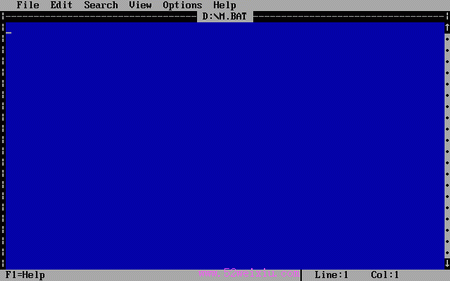 File Edit Search View Options Help
D:\M.BAT
F1=Help
Line:1 Col:1